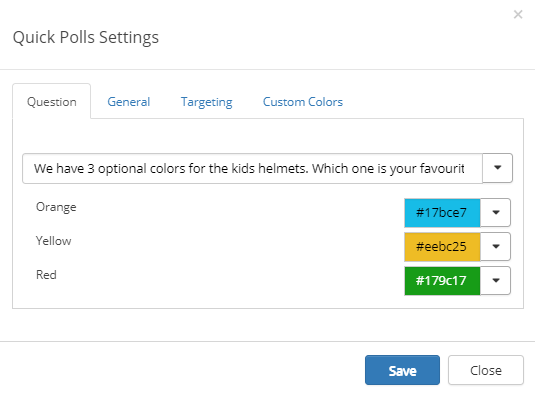 ×
Quick Polls Settings
Question General Targeting Custom Colors
We have 3 optional colors for the kids helmets. Which one is your favourit
Orange #17bce7
Yellow #eebc25
Red #179c17
Save Close